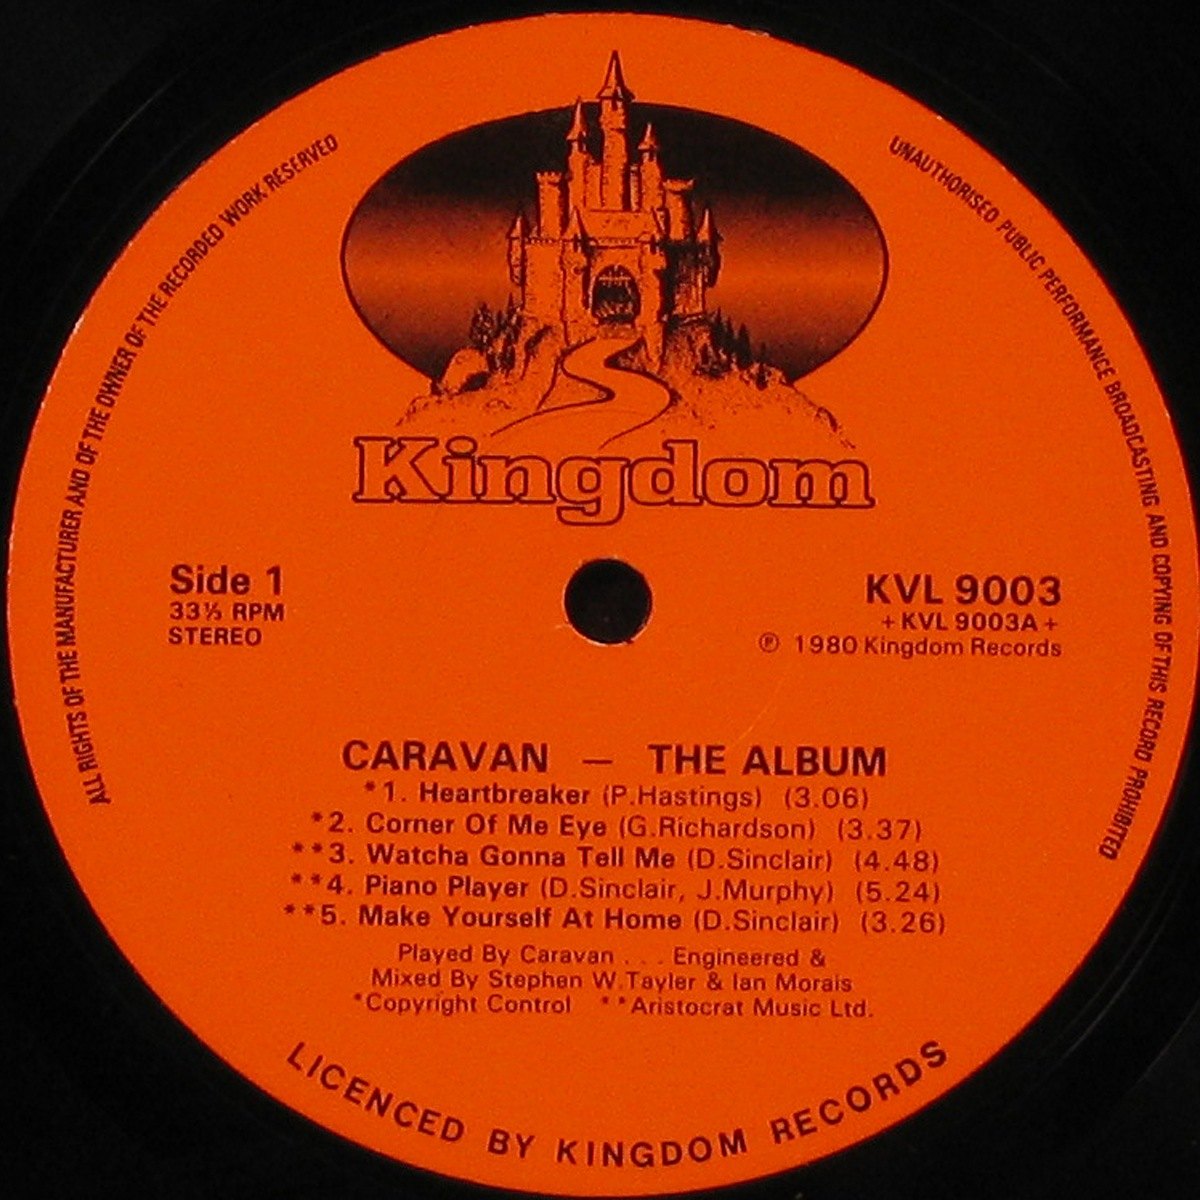 ALL RIGHTS OF THE MANUFACTURER AND OF THE OWNER OF THE RECORDED WORK RESERVED
UNAUTHORISED PUBLIC PERFORMANCE BROADCASTING AND COPYING OF THIS RECORD PROHIBITED
Kingdom
Side 1
33⅓ RPM
STEREO
KVL 9003
+ KVL 9003A +
℗ 1980 Kingdom Records
CARAVAN — THE ALBUM
*1. Heartbreaker (P.Hastings) (3.06)
*2. Corner Of Me Eye (G.Richardson) (3.37)
**3. Watcha Gonna Tell Me (D.Sinclair) (4.48)
**4. Piano Player (D.Sinclair, J.Murphy) (5.24)
**5. Make Yourself At Home (D.Sinclair) (3.26)
Played By Caravan . . . Engineered &
Mixed By Stephen W.Tayler & Ian Morais
*Copyright Control **Aristocrat Music Ltd.
LICENCED BY KINGDOM RECORDS